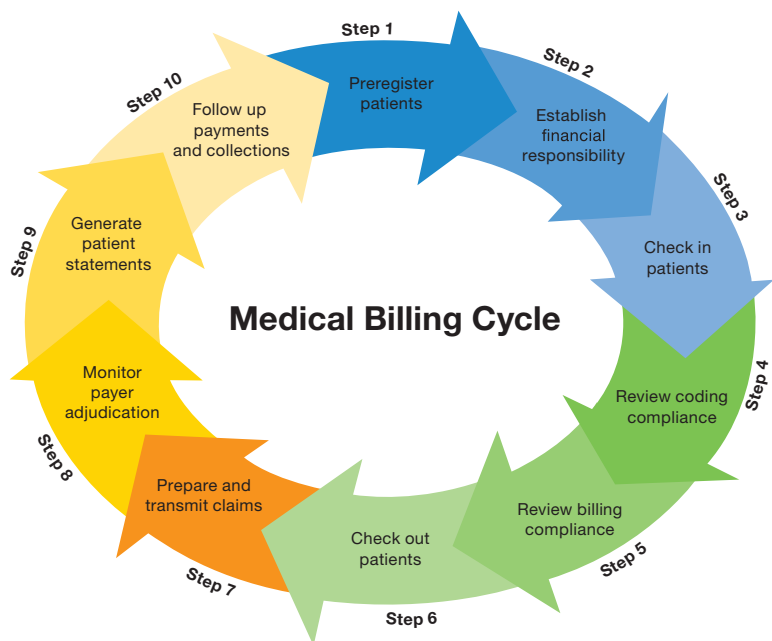 Medical Billing Cycle
Step 1
Preregister
patients
Step 2
Establish
financial
responsibility
Step 3
Check in
patients
Step 4
Review coding
compliance
Step 5
Review billing
compliance
Step 6
Check out
patients
Step 7
Prepare and
transmit claims
Step 8
Monitor
payer
adjudication
Step 9
Generate
patient
statements
Step 10
Follow up
payments
and collections